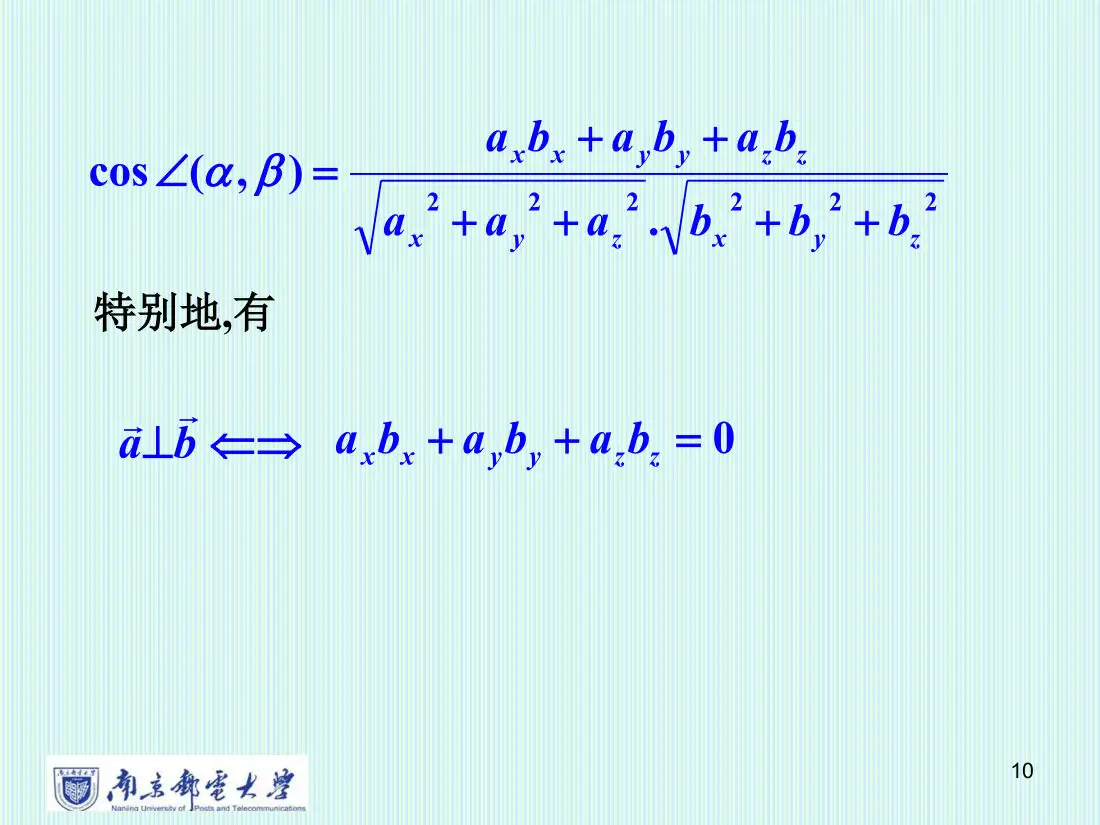 cos ∠(α, β) = (a_x b_x + a_y b_y + a_z b_z) / (√(a_x² + a_y² + a_z²) . √(b_x² + b_y² + b_z²))
特别地,有
a⃗⊥b⃗ ⇐⇒ a_x b_x + a_y b_y + a_z b_z = 0
南京郵電大学
Nanjing University of Posts and Telecommunications
10